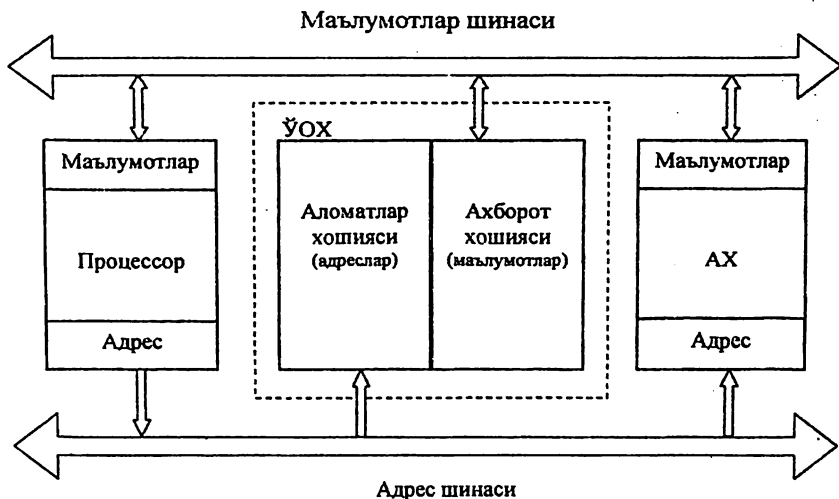 Маълумотлар шинаси
ЎОХ
Маълумотлар
Процессор
Адрес
Аломатлар
хошияси
(адреслар)
Ахборот
хошияси
(маълумотлар)
Маълумотлар
АХ
Адрес
Адрес шинаси